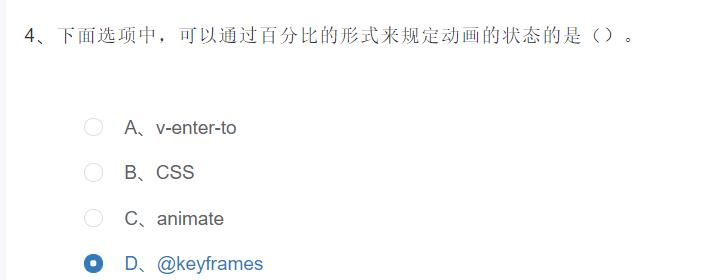 4、下面选项中，可以通过百分比的形式来规定动画的状态的是（）。
A、v-enter-to
B、CSS
C、animate
D、@keyframes